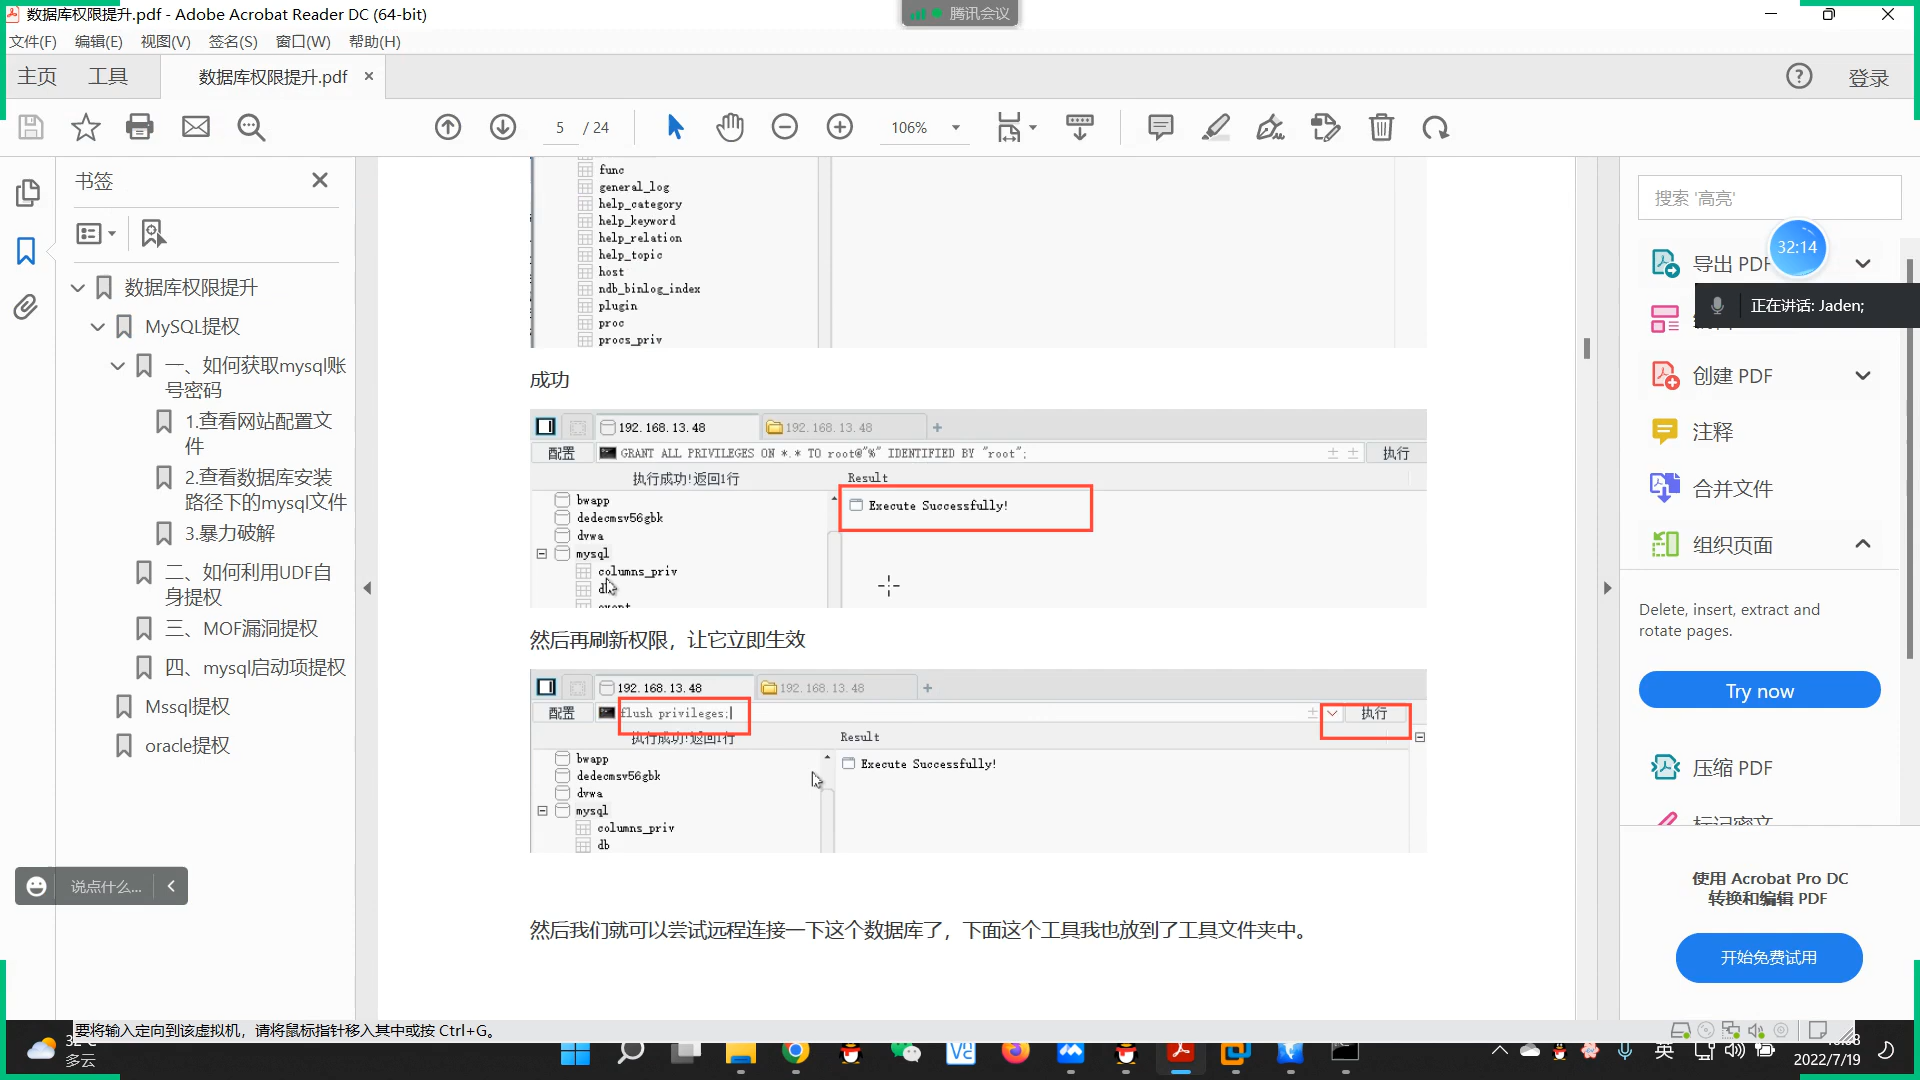 数据库权限提升.pdf - Adobe Acrobat Reader DC (64-bit)
腾讯会议
文件(F) 编辑(E) 视图(V) 签名(S) 窗口(W) 帮助(H)
主页 工具 数据库权限提升.pdf × 登录
5 / 24 106%
书签
数据库权限提升
MySQL提权
一、如何获取mysql账
号密码
1.查看网站配置文
件
2.查看数据库安装
路径下的mysql文件
3.暴力破解
二、如何利用UDF自
身提权
三、MOF漏洞提权
四、mysql启动项提权
Mssql提权
oracle提权
说点什么...
func
general_log
help_category
help_keyword
help_relation
help_topic
host
ndb_binlog_index
plugin
proc
procs_priv
成功
192.168.13.48 192.168.13.48 +
配置 GRANT ALL PRIVILEGES ON *.* TO root@"%" IDENTIFIED BY "root"; 执行
执行成功!返回1行 Result
bwapp
dedecmsv56gbk
dvwa
mysql
columns_priv
Execute Successfully!
然后再刷新权限，让它立即生效
192.168.13.48 192.168.13.48 +
配置 flush privileges; 执行
执行成功!返回1行 Result
bwapp
dedecmsv56gbk
dvwa
mysql
columns_priv
db
Execute Successfully!
然后我们就可以尝试远程连接一下这个数据库了，下面这个工具我也放到了工具文件夹中。
搜索 '高亮'
32:14
导出 PDF
正在讲话: Jaden;
创建 PDF
注释
合并文件
组织页面
Delete, insert, extract and
rotate pages.
Try now
压缩 PDF
标记密文
使用 Acrobat Pro DC
转换和编辑 PDF
开始免费试用
要将输入定向到该虚拟机，请将鼠标指针移入其中或按 Ctrl+G。
多云
英
2022/7/19